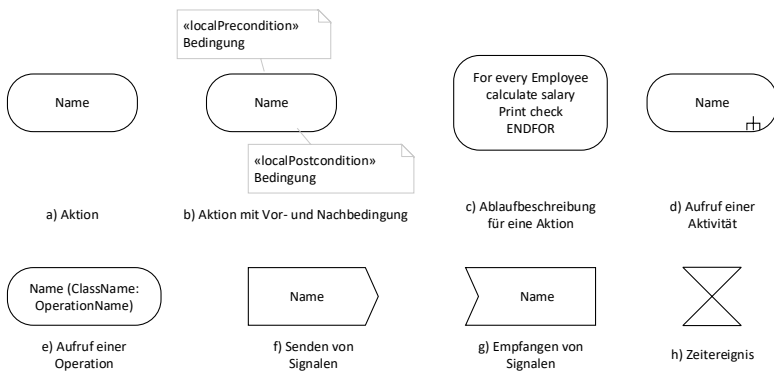 «localPrecondition»
Bedingung
Name
Name
«localPostcondition»
Bedingung
For every Employee
calculate salary
Print check
ENDFOR
Name
a) Aktion
b) Aktion mit Vor- und Nachbedingung
c) Ablaufbeschreibung
für eine Aktion
d) Aufruf einer
Aktivität
Name (ClassName:
OperationName)
Name
Name
e) Aufruf einer
Operation
f) Senden von
Signalen
g) Empfangen von
Signalen
h) Zeitereignis